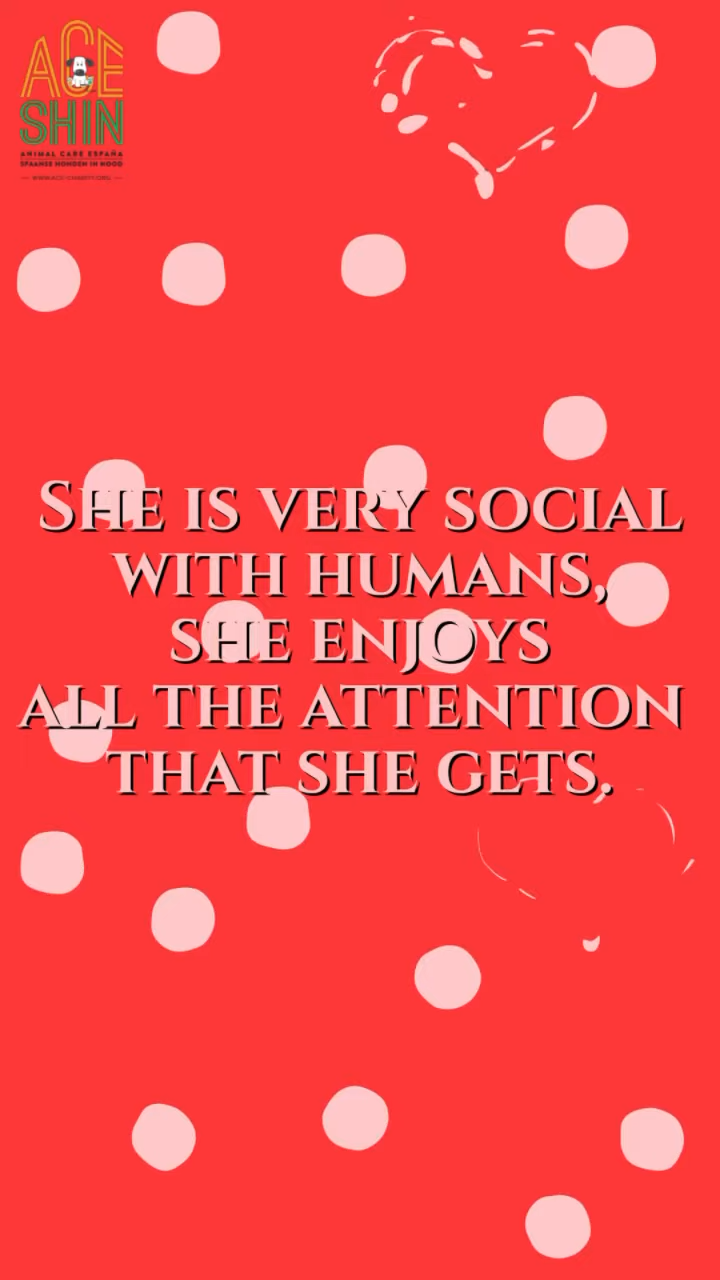 ACE
SHIN
ANIMAL CARE ESPAÑA
SPAANSE HONDEN IN NOOD
She is very social
with humans,
she enjoys
all the attention
that she gets.